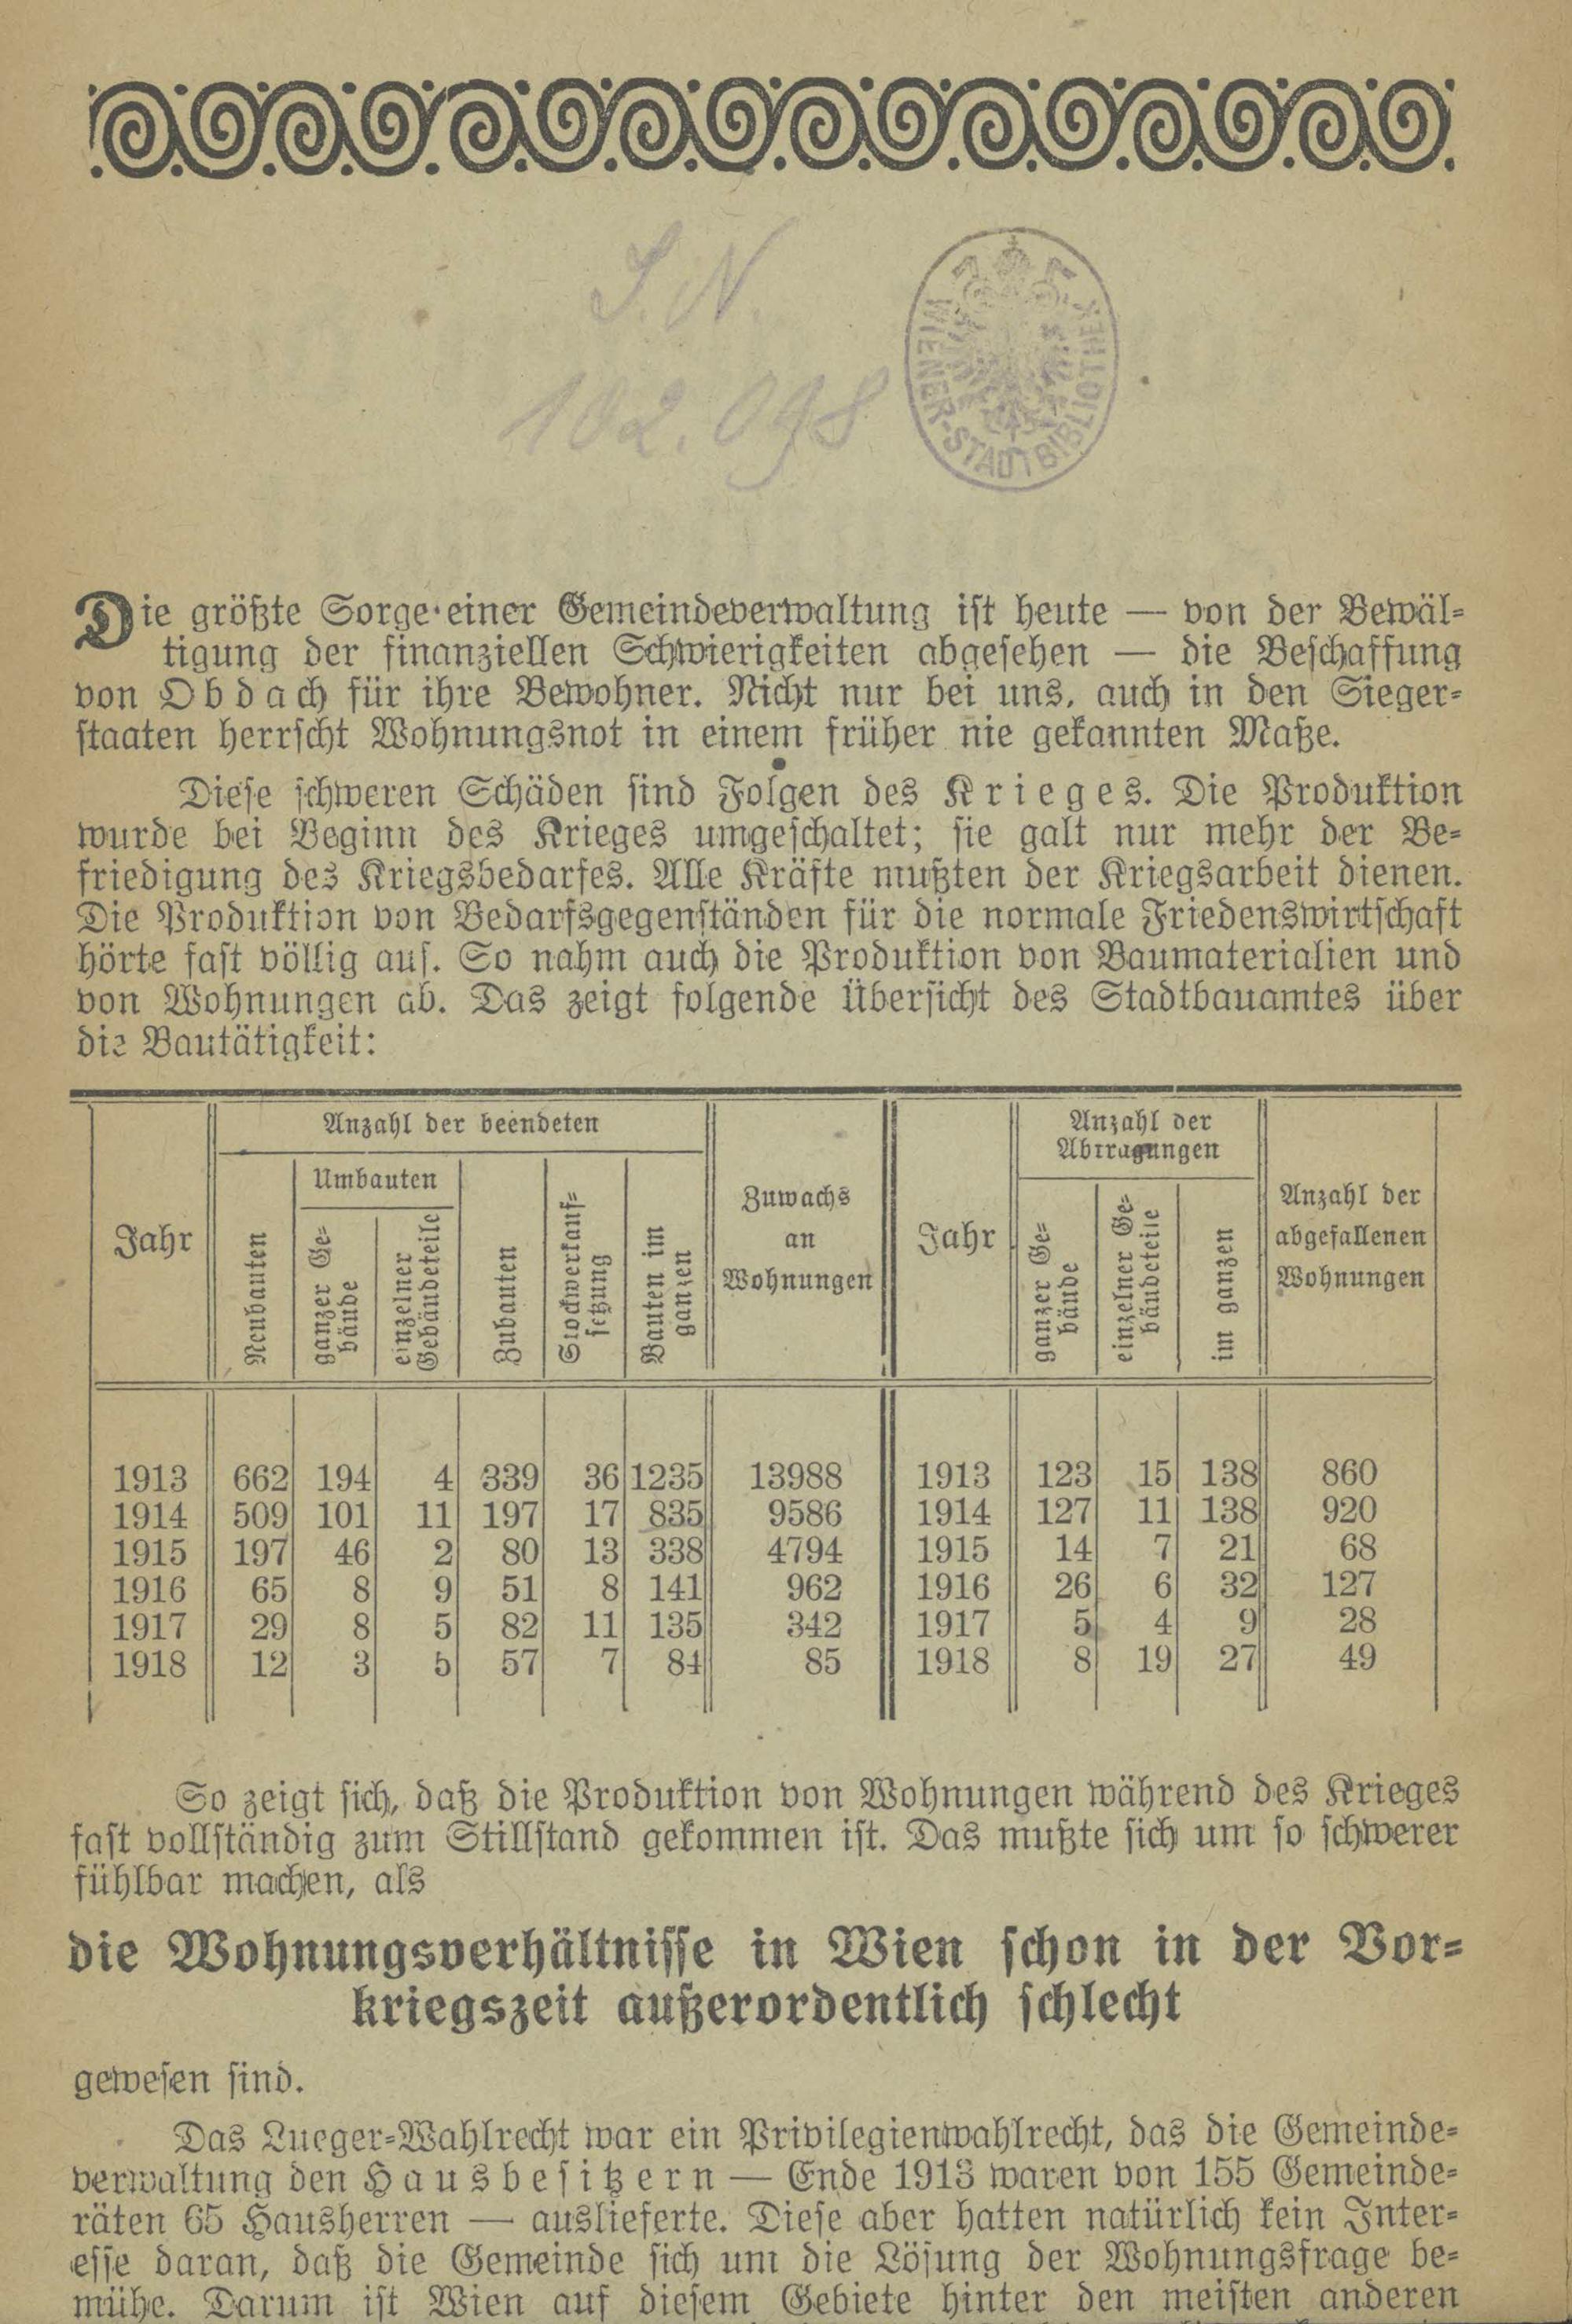 S. N.
102.098
WIENER-STADTBIBLIOTHEK
Die größte Sorge einer Gemeindeverwaltung ist heute — von der Bewäl-
tigung der finanziellen Schwierigkeiten abgesehen — die Beschaffung
von Obdach für ihre Bewohner. Nicht nur bei uns, auch in den Sieger-
staaten herrscht Wohnungsnot in einem früher nie gekannten Maße.
Diese schweren Schäden sind Folgen des Krieges. Die Produktion
wurde bei Beginn des Krieges umgeschaltet; sie galt nur mehr der Be-
friedigung des Kriegsbedarfes. Alle Kräfte mußten der Kriegsarbeit dienen.
Die Produktion von Bedarfsgegenständen für die normale Friedenswirtschaft
hörte fast völlig auf. So nahm auch die Produktion von Baumaterialien und
von Wohnungen ab. Das zeigt folgende Übersicht des Stadtbauamtes über
die Bautätigkeit:
Jahr
Anzahl der beendeten
Neubauten
Umbauten
ganzer Ge-
bäude
einzelner
Gebäudeteile
Zubauten
Stockwerkauf-
setzung
Bauten im
ganzen
Zuwachs
an
Wohnungen
Jahr
Anzahl der
Abtragungen
ganzer Ge-
bäude
einzelner Ge-
bäudeteile
im ganzen
Anzahl der
abgefallenen
Wohnungen
1913 662 194 4 339 36 1235 13988 1913 123 15 138 860
1914 509 101 11 197 17 835 9586 1914 127 11 138 920
1915 197 46 2 80 13 338 4794 1915 14 7 21 68
1916 65 8 9 51 8 141 962 1916 26 6 32 127
1917 29 8 5 82 11 135 342 1917 5 4 9 28
1918 12 3 5 57 7 84 85 1918 8 19 27 49
So zeigt sich, daß die Produktion von Wohnungen während des Krieges
fast vollständig zum Stillstand gekommen ist. Das mußte sich um so schwerer
fühlbar machen, als
die Wohnungsverhältnisse in Wien schon in der Vor-
kriegszeit außerordentlich schlecht
gewesen sind.
Das Lueger-Wahlrecht war ein Privilegienwahlrecht, das die Gemeinde-
verwaltung den Hausbesitzern — Ende 1913 waren von 155 Gemeinde-
räten 65 Hausherren — auslieferte. Diese aber hatten natürlich kein Inter-
esse daran, daß die Gemeinde sich um die Lösung der Wohnungsfrage be-
mühe. Darum ist Wien auf diesem Gebiete hinter den meisten anderen